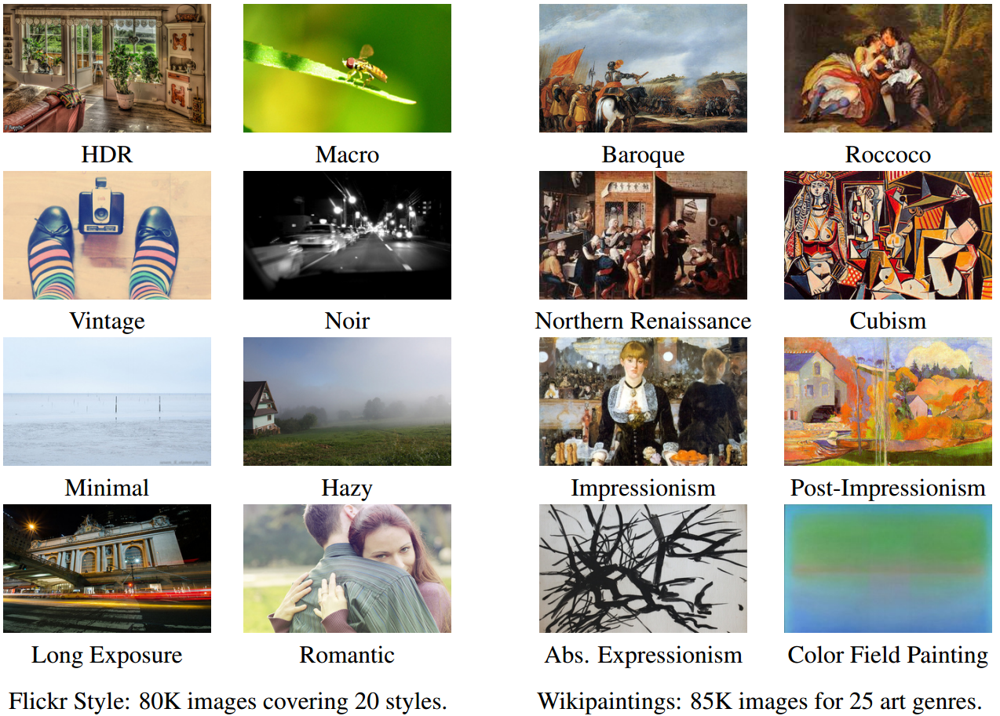 HDR
Macro
Baroque
Roccoco
Vintage
Noir
Northern Renaissance
Cubism
Minimal
Hazy
Impressionism
Post-Impressionism
Long Exposure
Romantic
Abs. Expressionism
Color Field Painting
Flickr Style: 80K images covering 20 styles.
Wikipaintings: 85K images for 25 art genres.